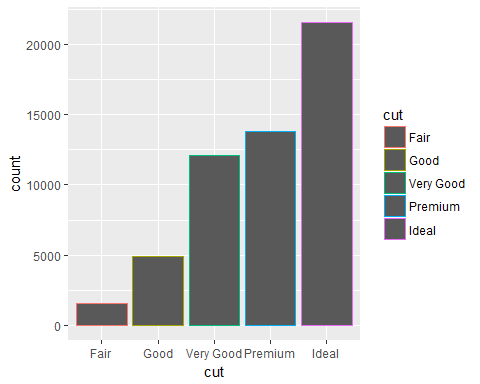 20000
15000
10000
5000
0
count
Fair Good Very Good Premium Ideal
cut
cut
Fair
Good
Very Good
Premium
Ideal